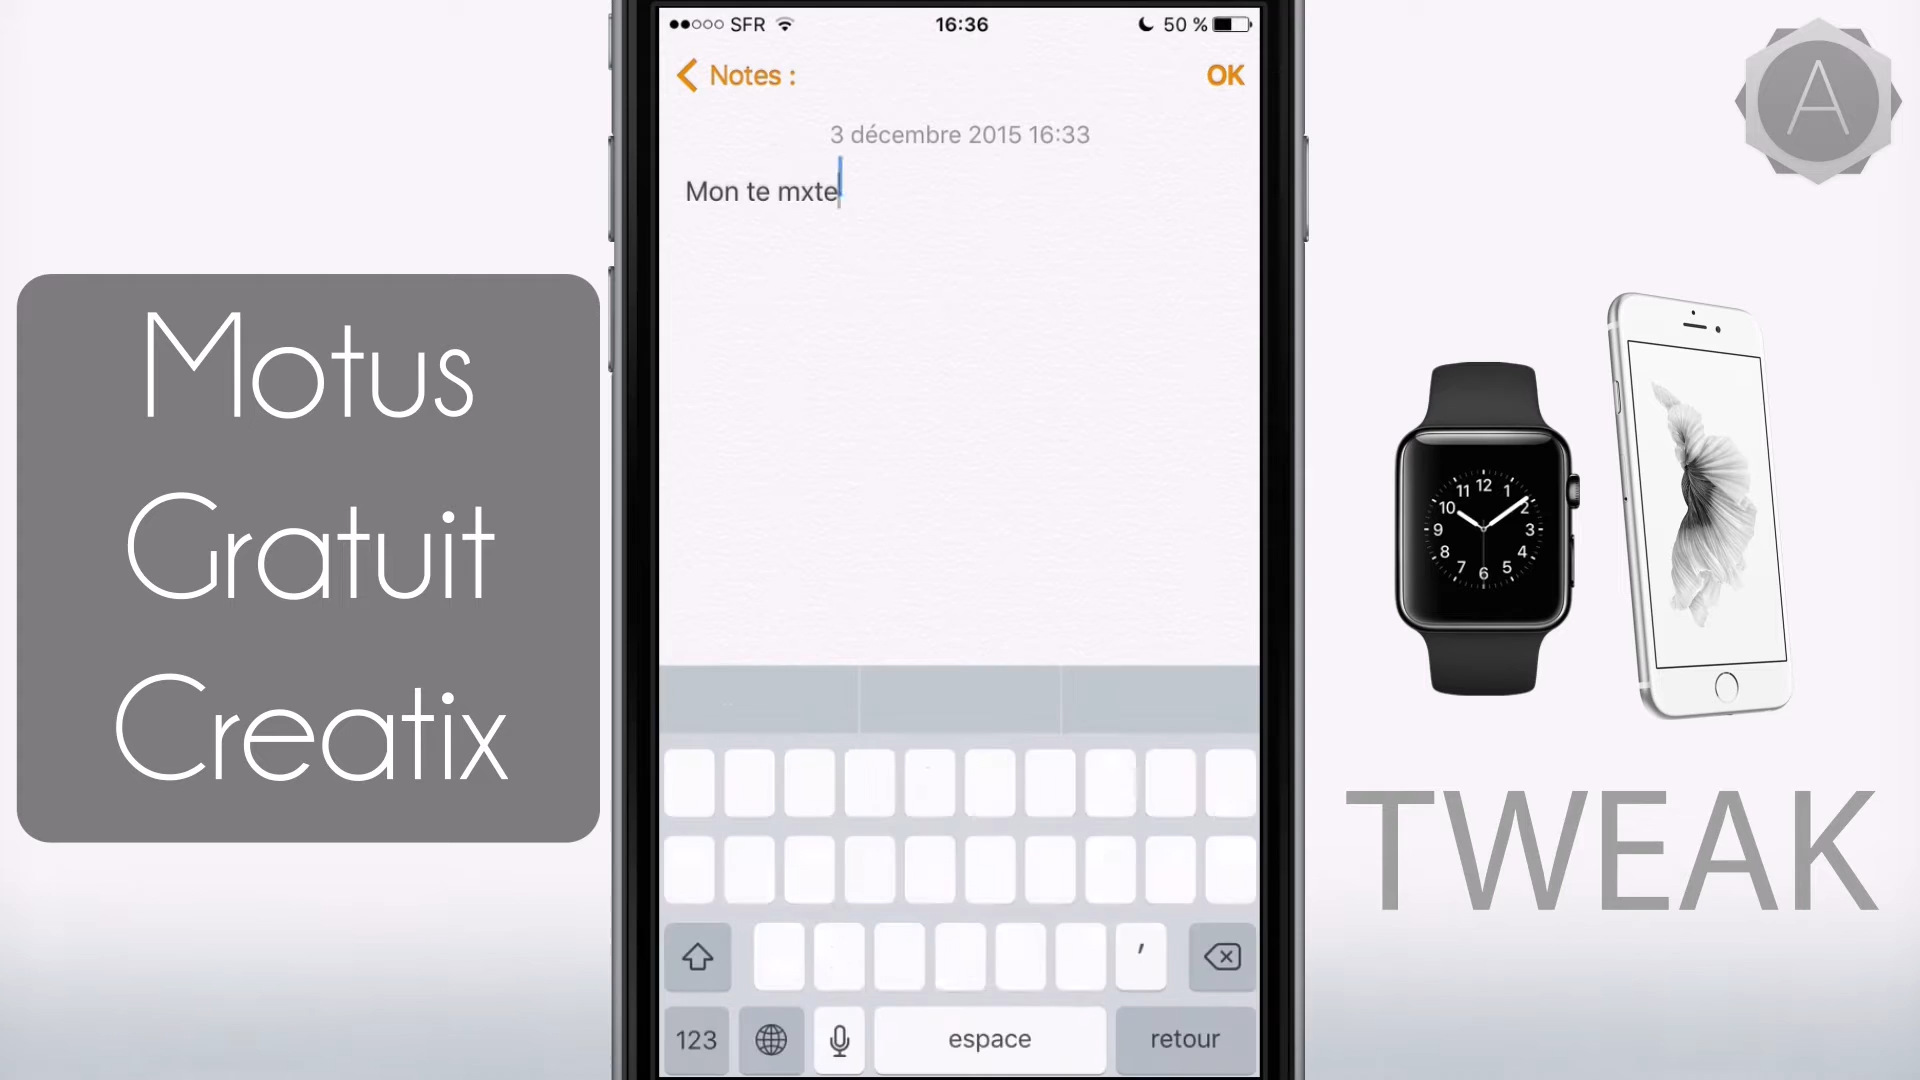 SFR 16:36 50 %
Notes : OK
3 décembre 2015 16:33
Mon te mxte
Motus
Gratuit
Creatix
A
12
11 1
10 2
9 3
8 4
7 5
6
TWEAK
'
123 espace retour